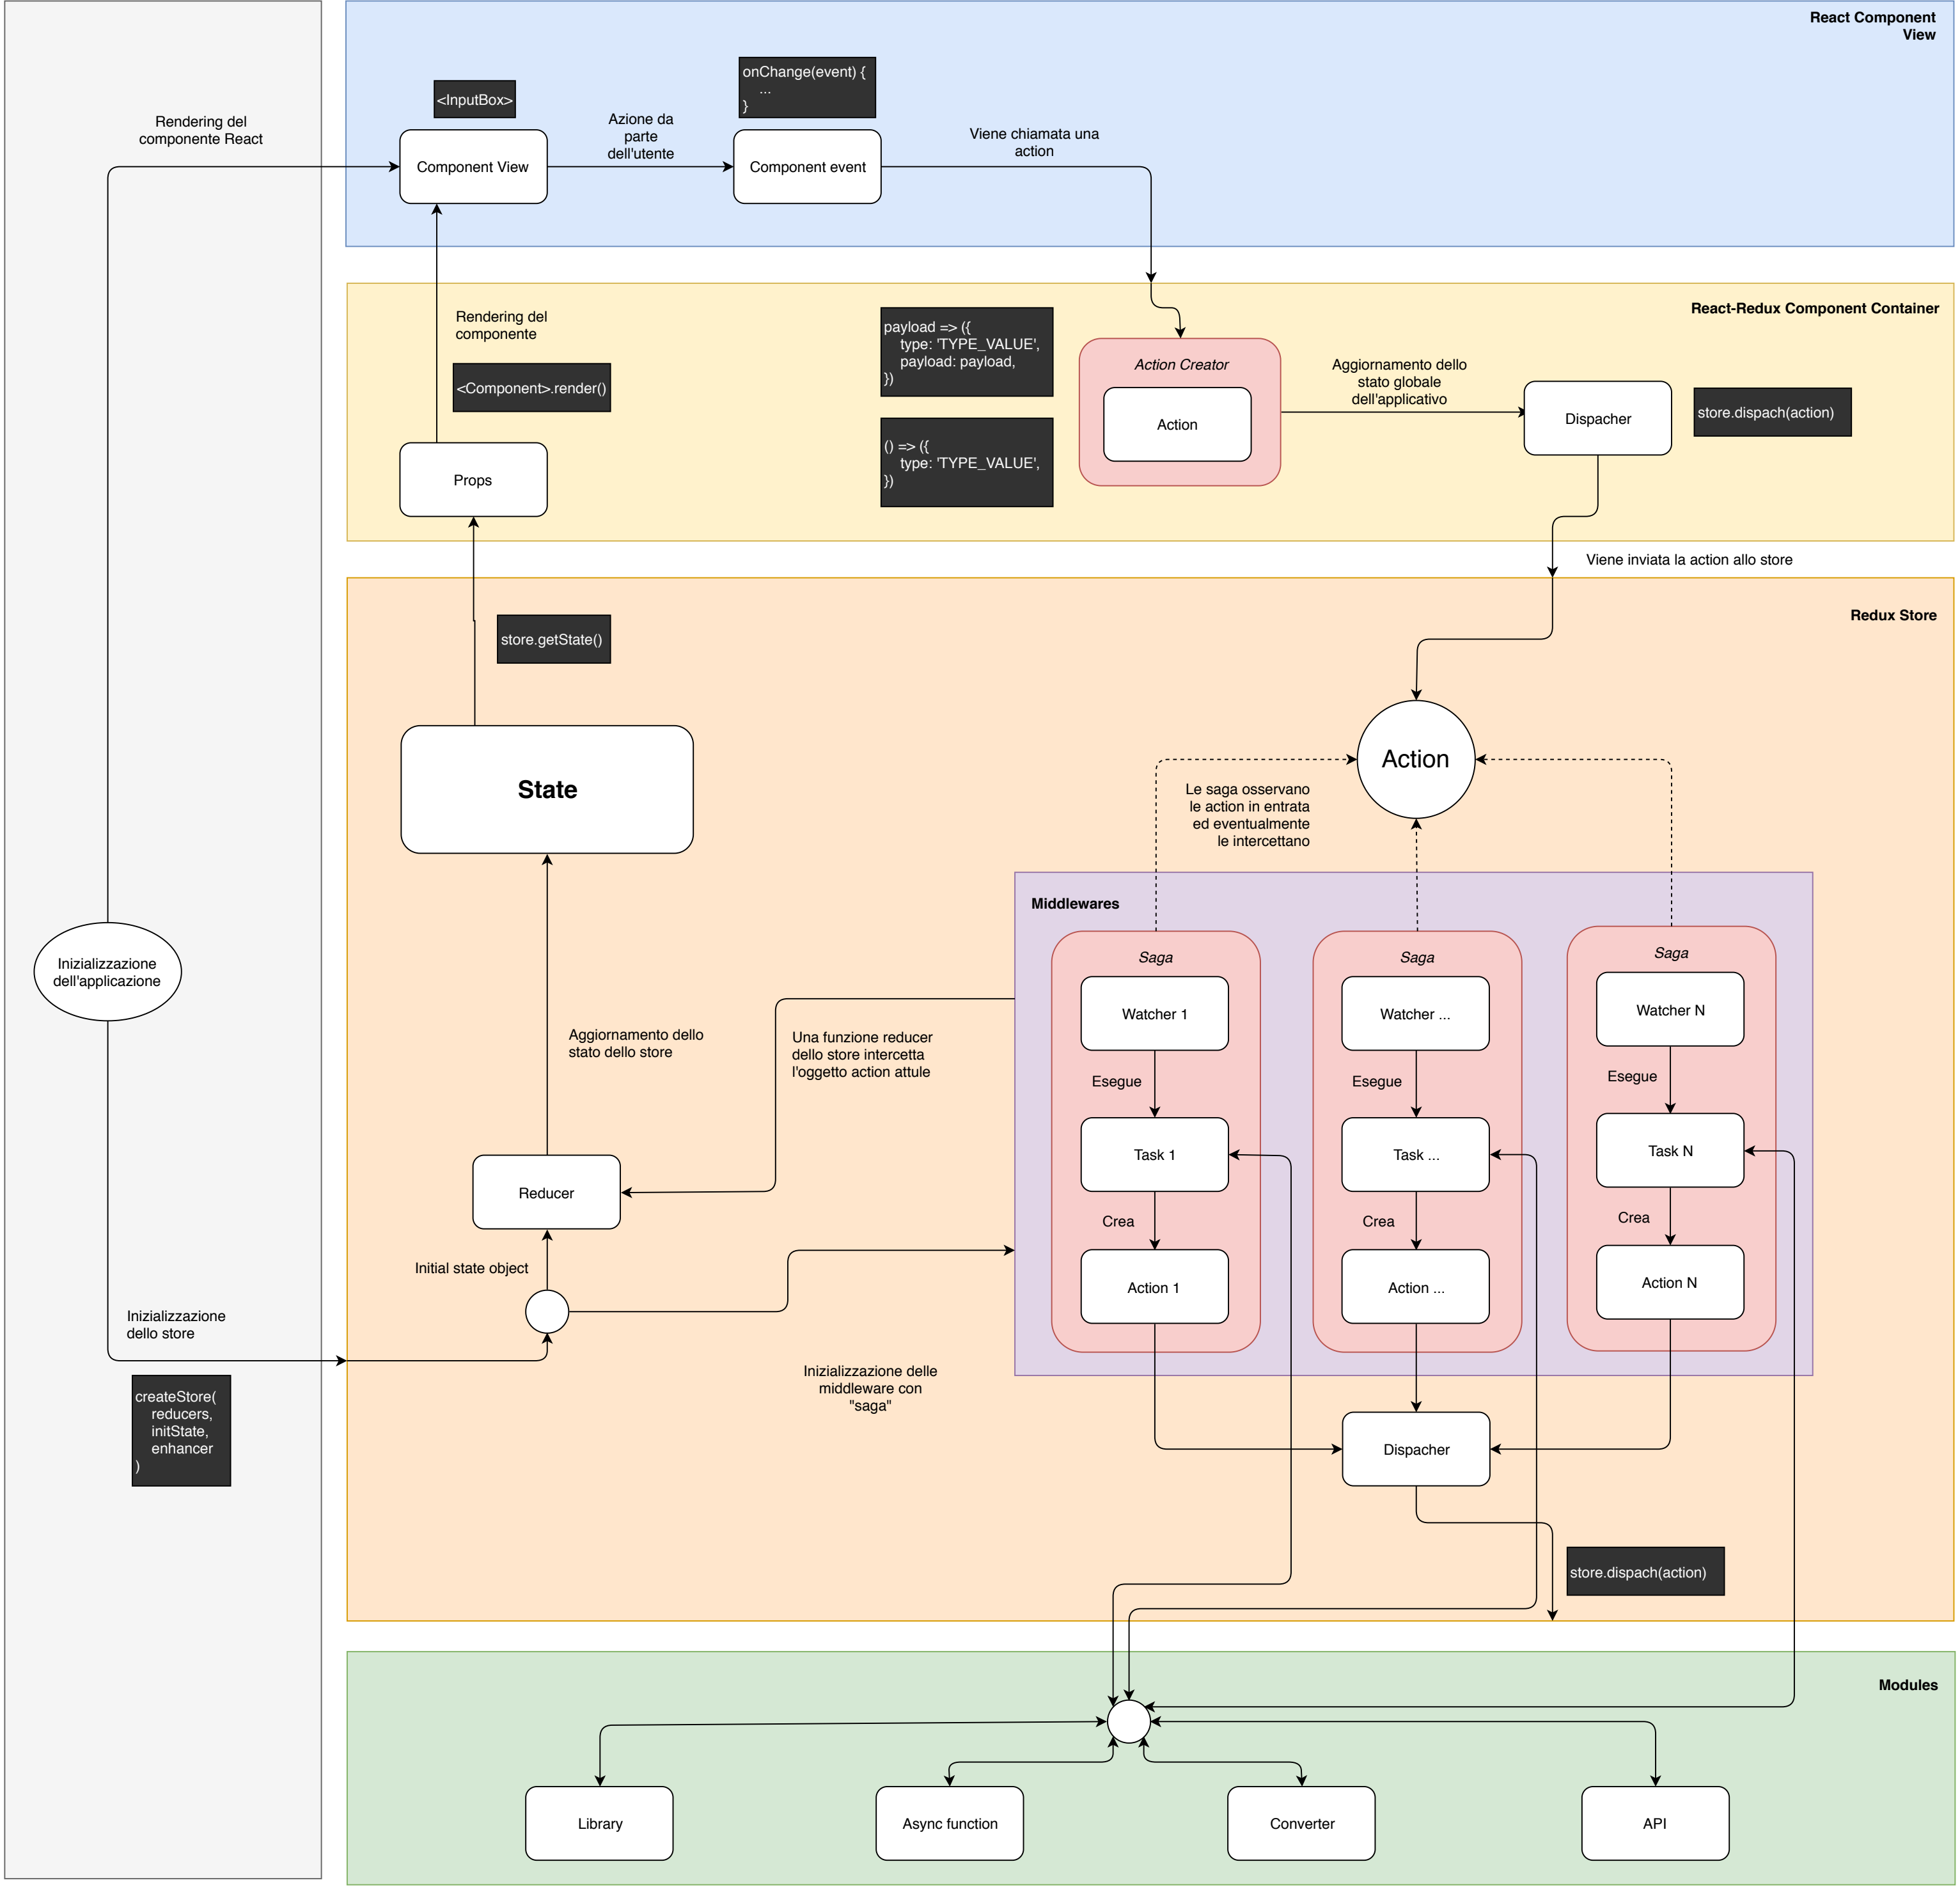 React Component
View
Rendering del
componente React
<InputBox>
Component View
Azione da
parte
dell'utente
onChange(event) {
...
}
Component event
Viene chiamata una
action
React-Redux Component Container
Rendering del
componente
<Component>.render()
Props
payload => ({
type: 'TYPE_VALUE',
payload: payload,
})
() => ({
type: 'TYPE_VALUE',
})
Action Creator
Action
Aggiornamento dello
stato globale
dell'applicativo
Dispacher
store.dispach(action)
Viene inviata la action allo store
Redux Store
store.getState()
State
Action
Le saga osservano
le action in entrata
ed eventualmente
le intercettano
Middlewares
Saga
Watcher 1
Esegue
Task 1
Crea
Action 1
Saga
Watcher ...
Esegue
Task ...
Crea
Action ...
Saga
Watcher N
Esegue
Task N
Crea
Action N
Inizializzazione
dell'applicazione
Aggiornamento dello
stato dello store
Una funzione reducer
dello store intercetta
l'oggetto action attule
Reducer
Initial state object
Inizializzazione
dello store
createStore(
reducers,
initState,
enhancer
)
Inizializzazione delle
middleware con
"saga"
Dispacher
store.dispach(action)
Modules
Library
Async function
Converter
API